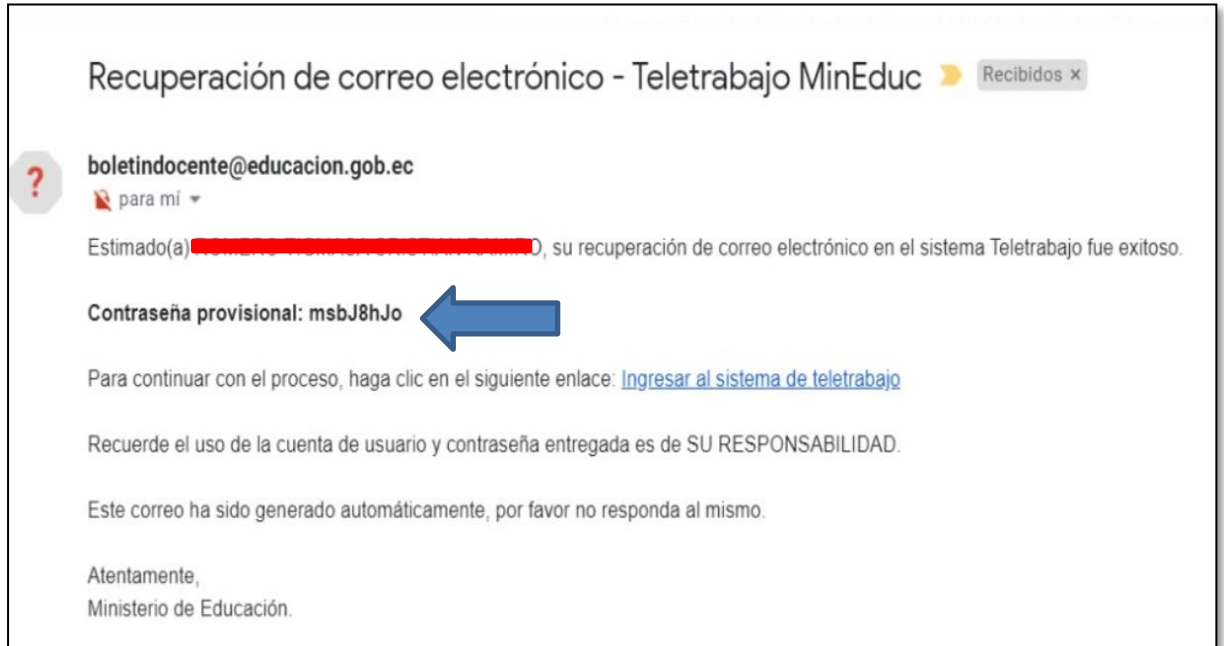 Recuperación de correo electrónico - Teletrabajo MinEduc Recibidos ×
?
boletindocente@educacion.gob.ec
para mí
Estimado(a) , su recuperación de correo electrónico en el sistema Teletrabajo fue exitoso.
Contraseña provisional: msbJ8hJo
Para continuar con el proceso, haga clic en el siguiente enlace: Ingresar al sistema de teletrabajo
Recuerde el uso de la cuenta de usuario y contraseña entregada es de SU RESPONSABILIDAD.
Este correo ha sido generado automáticamente, por favor no responda al mismo.
Atentamente,
Ministerio de Educación.